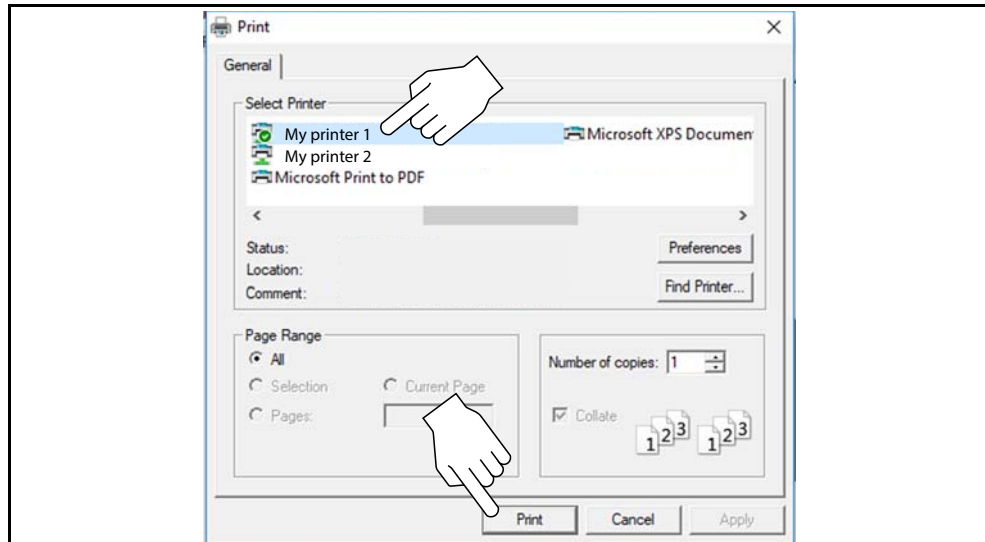 Print
General
Select Printer
My printer 1
Microsoft XPS Documen
My printer 2
Microsoft Print to PDF
Status:
Preferences
Location:
Comment:
Find Printer...
Page Range
All
Selection
Current Page
Pages:
Number of copies: 1
Collate
1 2 3 1 2 3
Print
Cancel
Apply